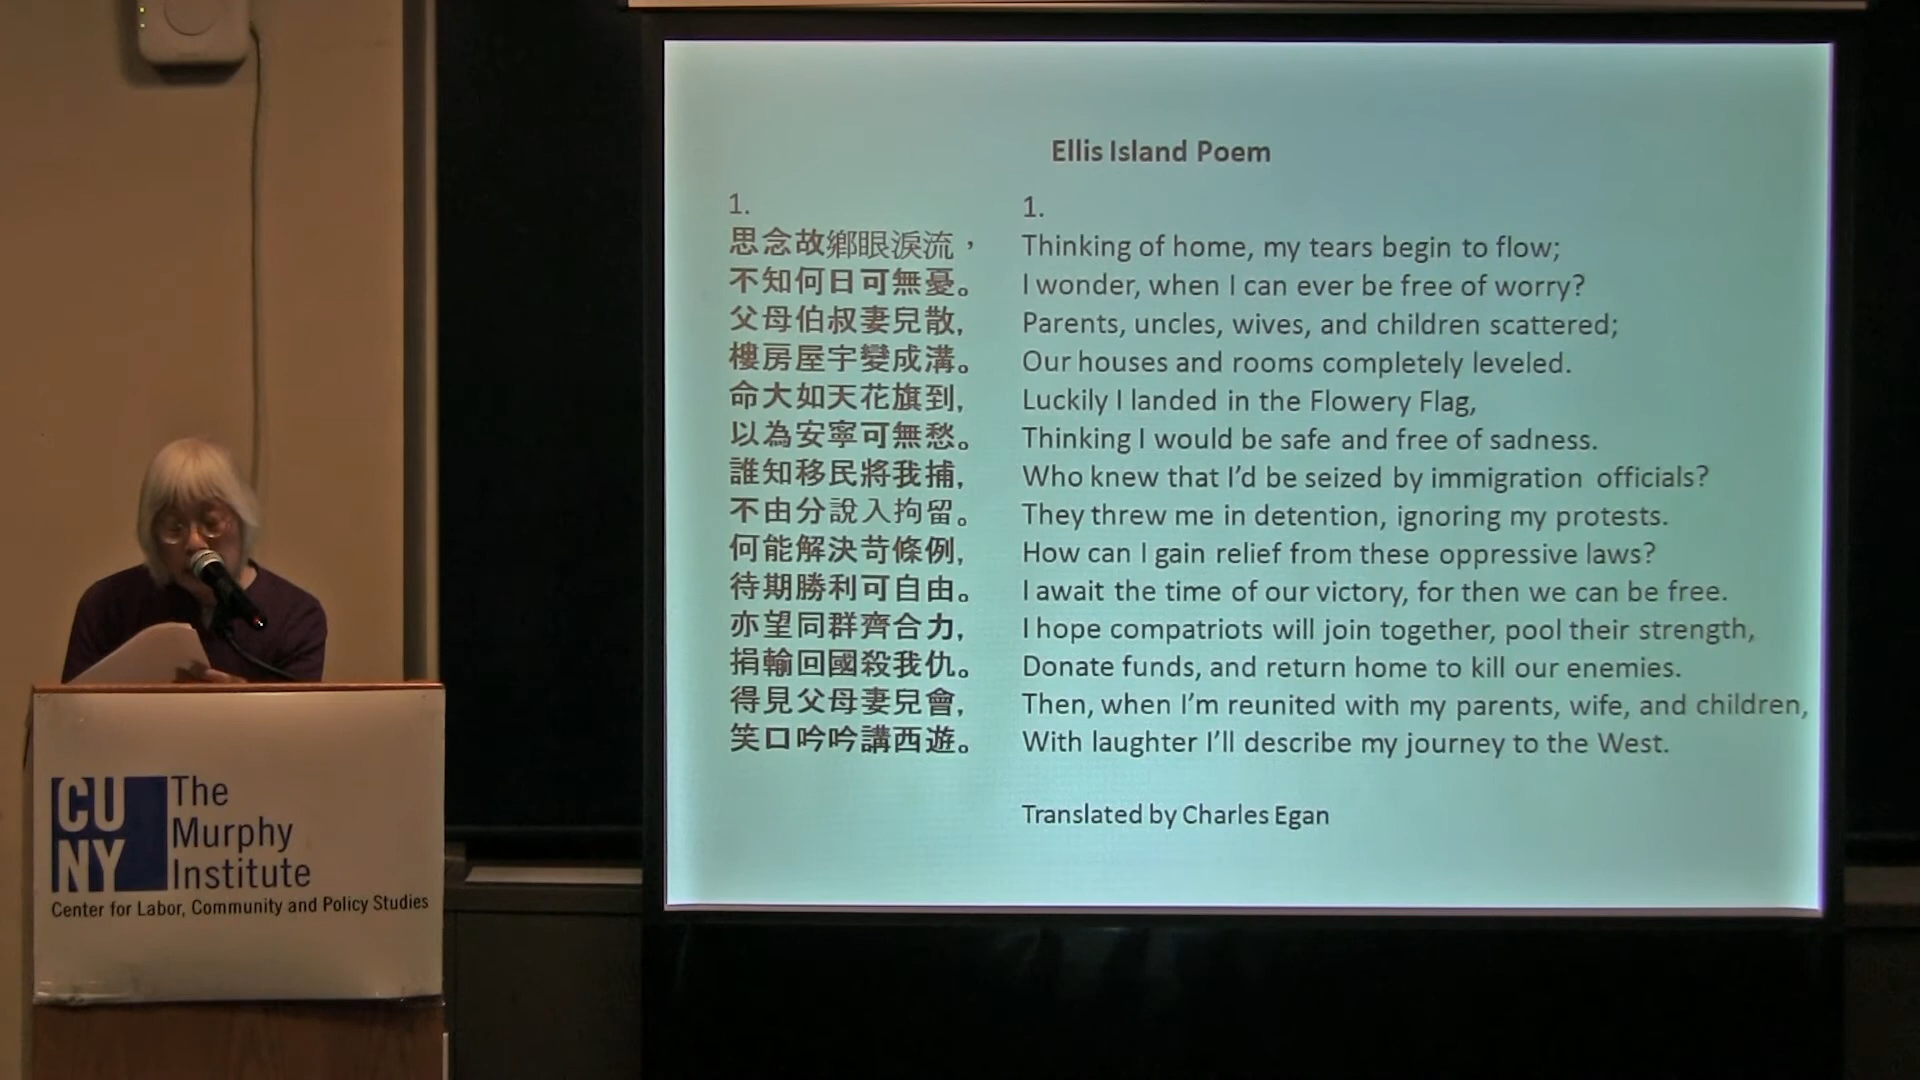 Ellis Island Poem
1.
思念故鄉眼淚流，
不知何日可無憂。
父母伯叔妻兒散,
樓房屋宇變成溝。
命大如天花旗到,
以為安寧可無愁。
誰知移民將我捕,
不由分說入拘留。
何能解決苛條例,
待期勝利可自由。
亦望同群齊合力,
捐輸回國殺我仇。
得見父母妻兒會,
笑口吟吟講西遊。
1.
Thinking of home, my tears begin to flow;
I wonder, when I can ever be free of worry?
Parents, uncles, wives, and children scattered;
Our houses and rooms completely leveled.
Luckily I landed in the Flowery Flag,
Thinking I would be safe and free of sadness.
Who knew that I'd be seized by immigration officials?
They threw me in detention, ignoring my protests.
How can I gain relief from these oppressive laws?
I await the time of our victory, for then we can be free.
I hope compatriots will join together, pool their strength,
Donate funds, and return home to kill our enemies.
Then, when I'm reunited with my parents, wife, and children,
With laughter I'll describe my journey to the West.
Translated by Charles Egan
CU
NY
The
Murphy
Institute
Center for Labor, Community and Policy Studies